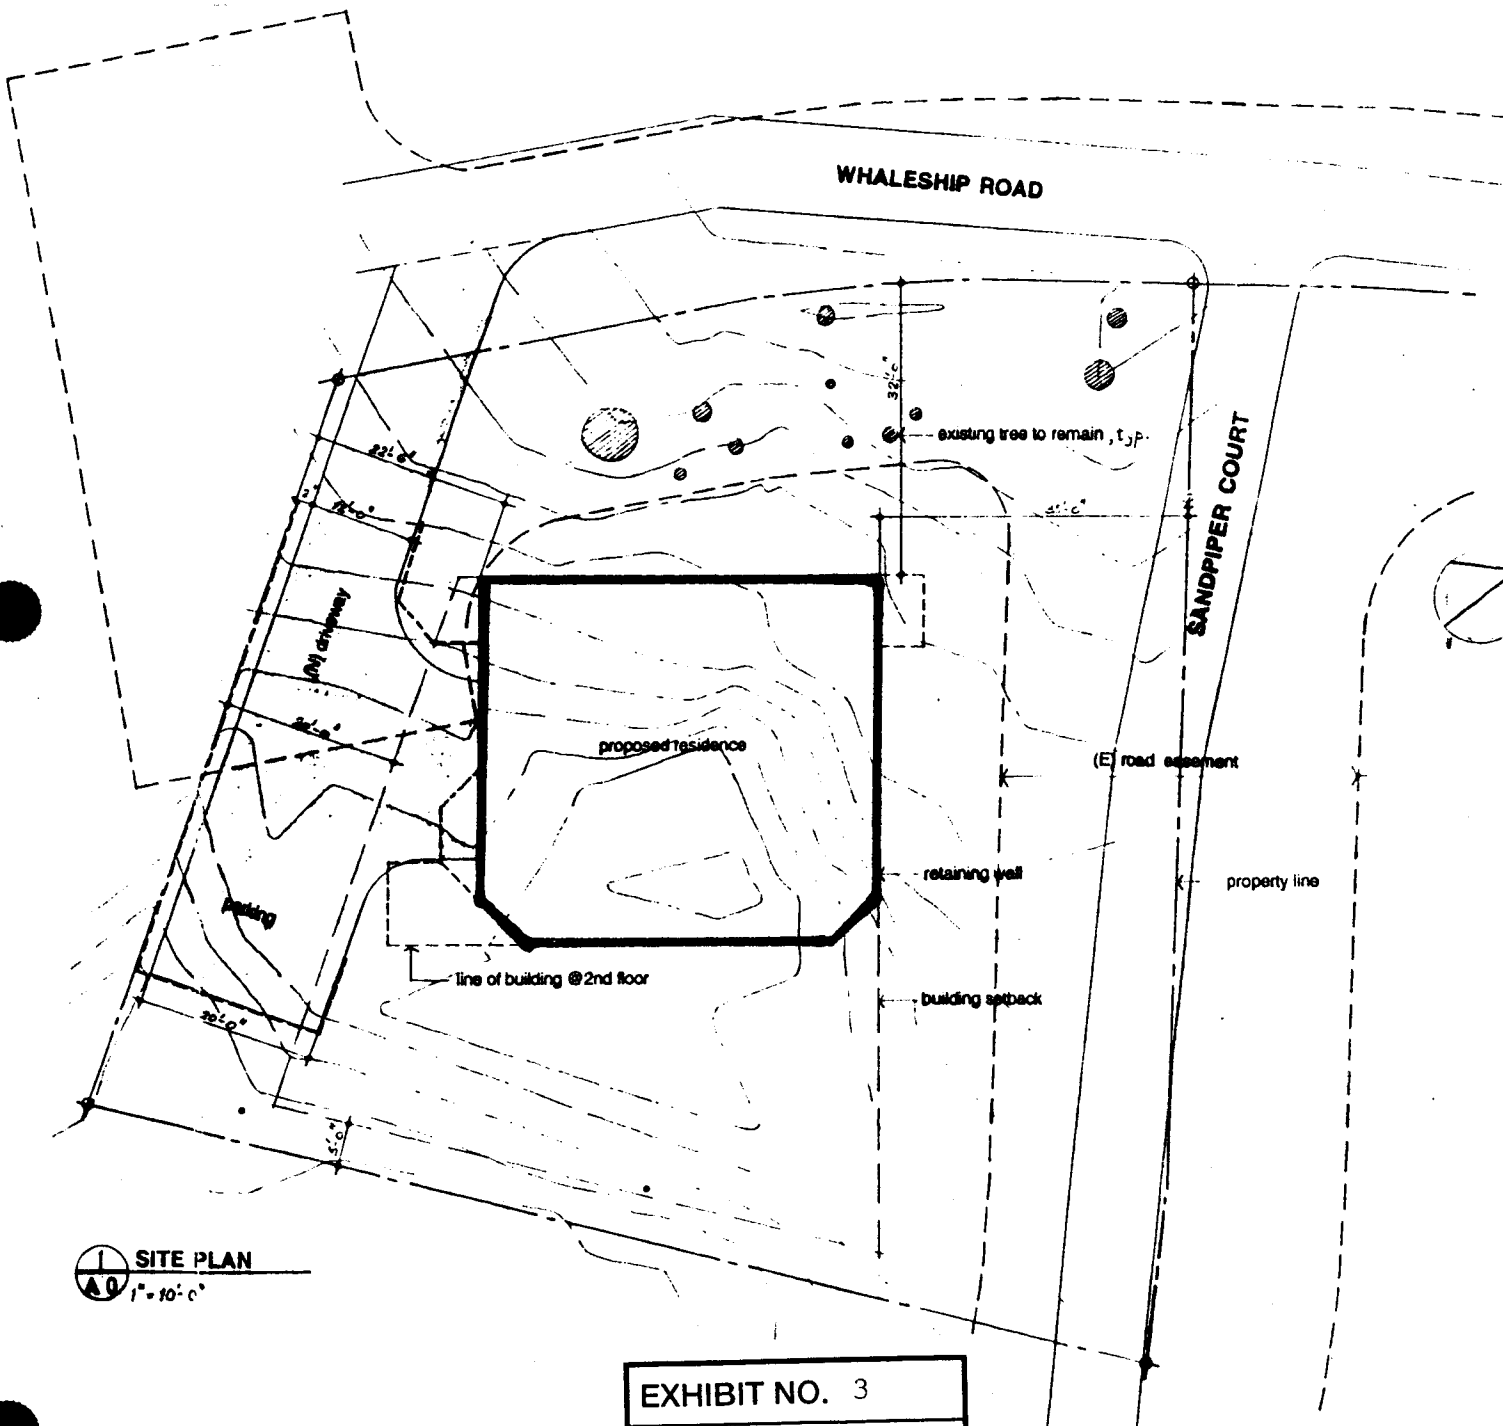 WHALESHIP ROAD
32'-0"
existing tree to remain, typ.
SANDPIPER COURT
22'-6"
12'-0"
(N) driveway
proposed residence
(E) road easement
retaining wall
property line
parking
line of building @ 2nd floor
building setback
20'-0"
5'-0"
1
A 0
SITE PLAN
1" = 10'-0"
EXHIBIT NO. 3